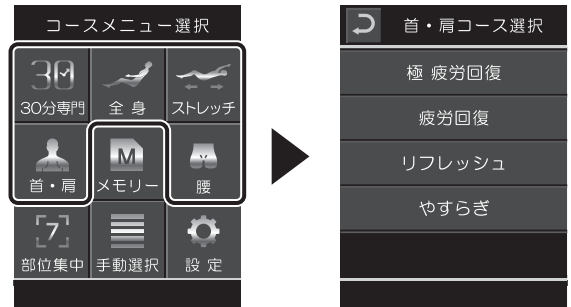 コースメニュー選択
30
30分専門
全 身
ストレッチ
首・肩
M
メモリー
腰
7
部位集中
手動選択
設 定
首・肩コース選択
極 疲労回復
疲労回復
リフレッシュ
やすらぎ